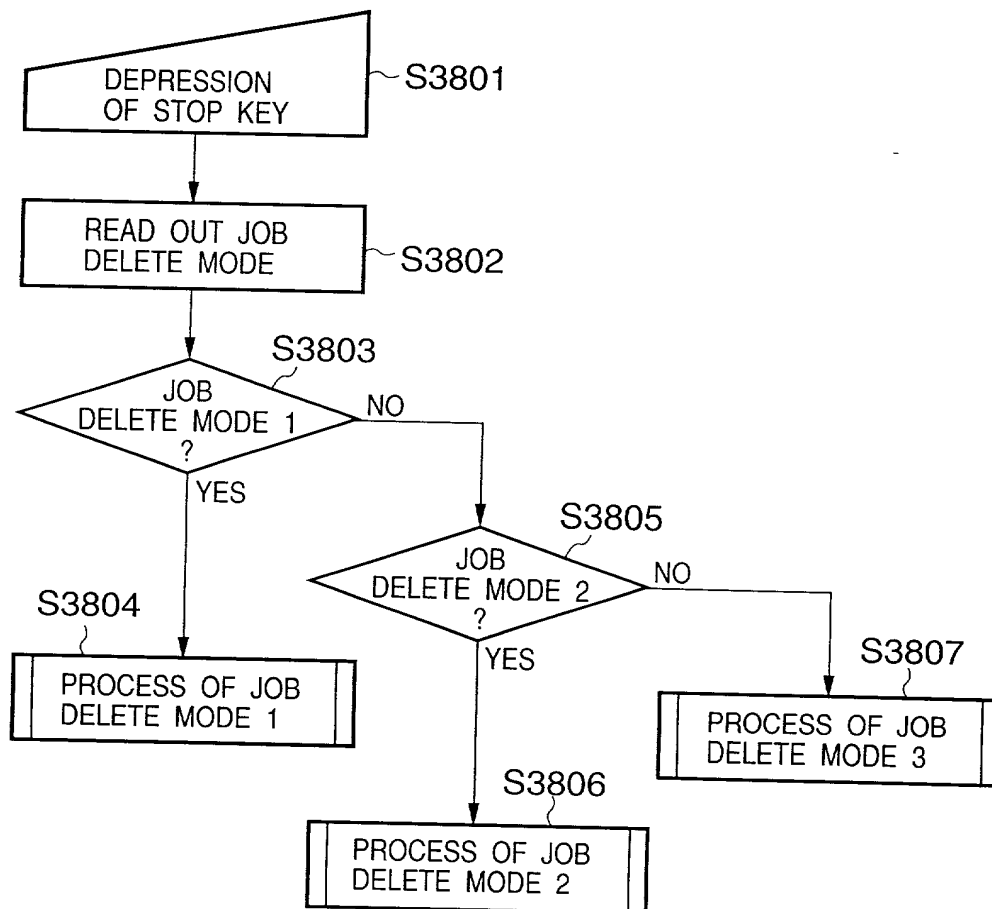 DEPRESSION
OF STOP KEY
S3801
READ OUT JOB
DELETE MODE
S3802
S3803
JOB
DELETE MODE 1
?
NO
YES
S3805
JOB
DELETE MODE 2
?
NO
YES
S3804
PROCESS OF JOB
DELETE MODE 1
S3807
PROCESS OF JOB
DELETE MODE 3
S3806
PROCESS OF JOB
DELETE MODE 2